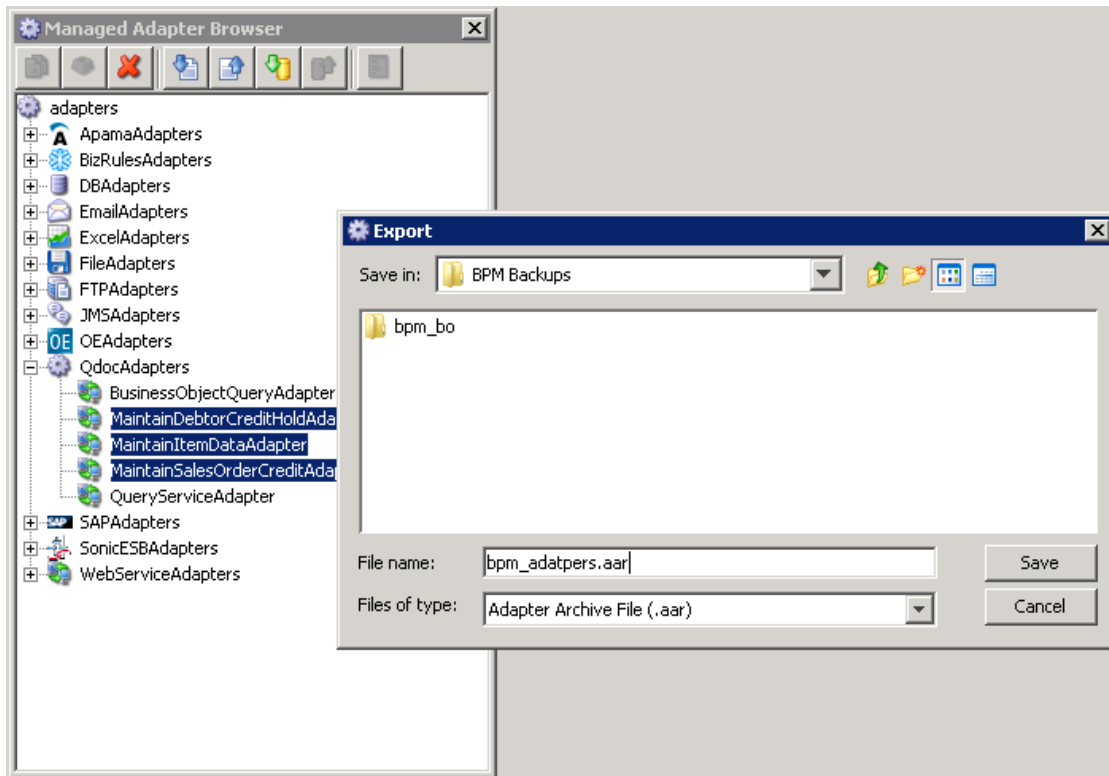 Managed Adapter Browser
adapters
ApamaAdapters
BizRulesAdapters
DBAdapters
EmailAdapters
ExcelAdapters
FileAdapters
FTPAdapters
JMSAdapters
OE OEAdapters
QdocAdapters
BusinessObjectQueryAdapter
MaintainDebtorCreditHoldAda
MaintainItemDataAdapter
MaintainSalesOrderCreditAdap
QueryServiceAdapter
SAP SAPAdapters
SonicESBAdapters
WebServiceAdapters
Export
Save in: BPM Backups
bpm_bo
File name: bpm_adatpers.aar Save
Files of type: Adapter Archive File (.aar) Cancel